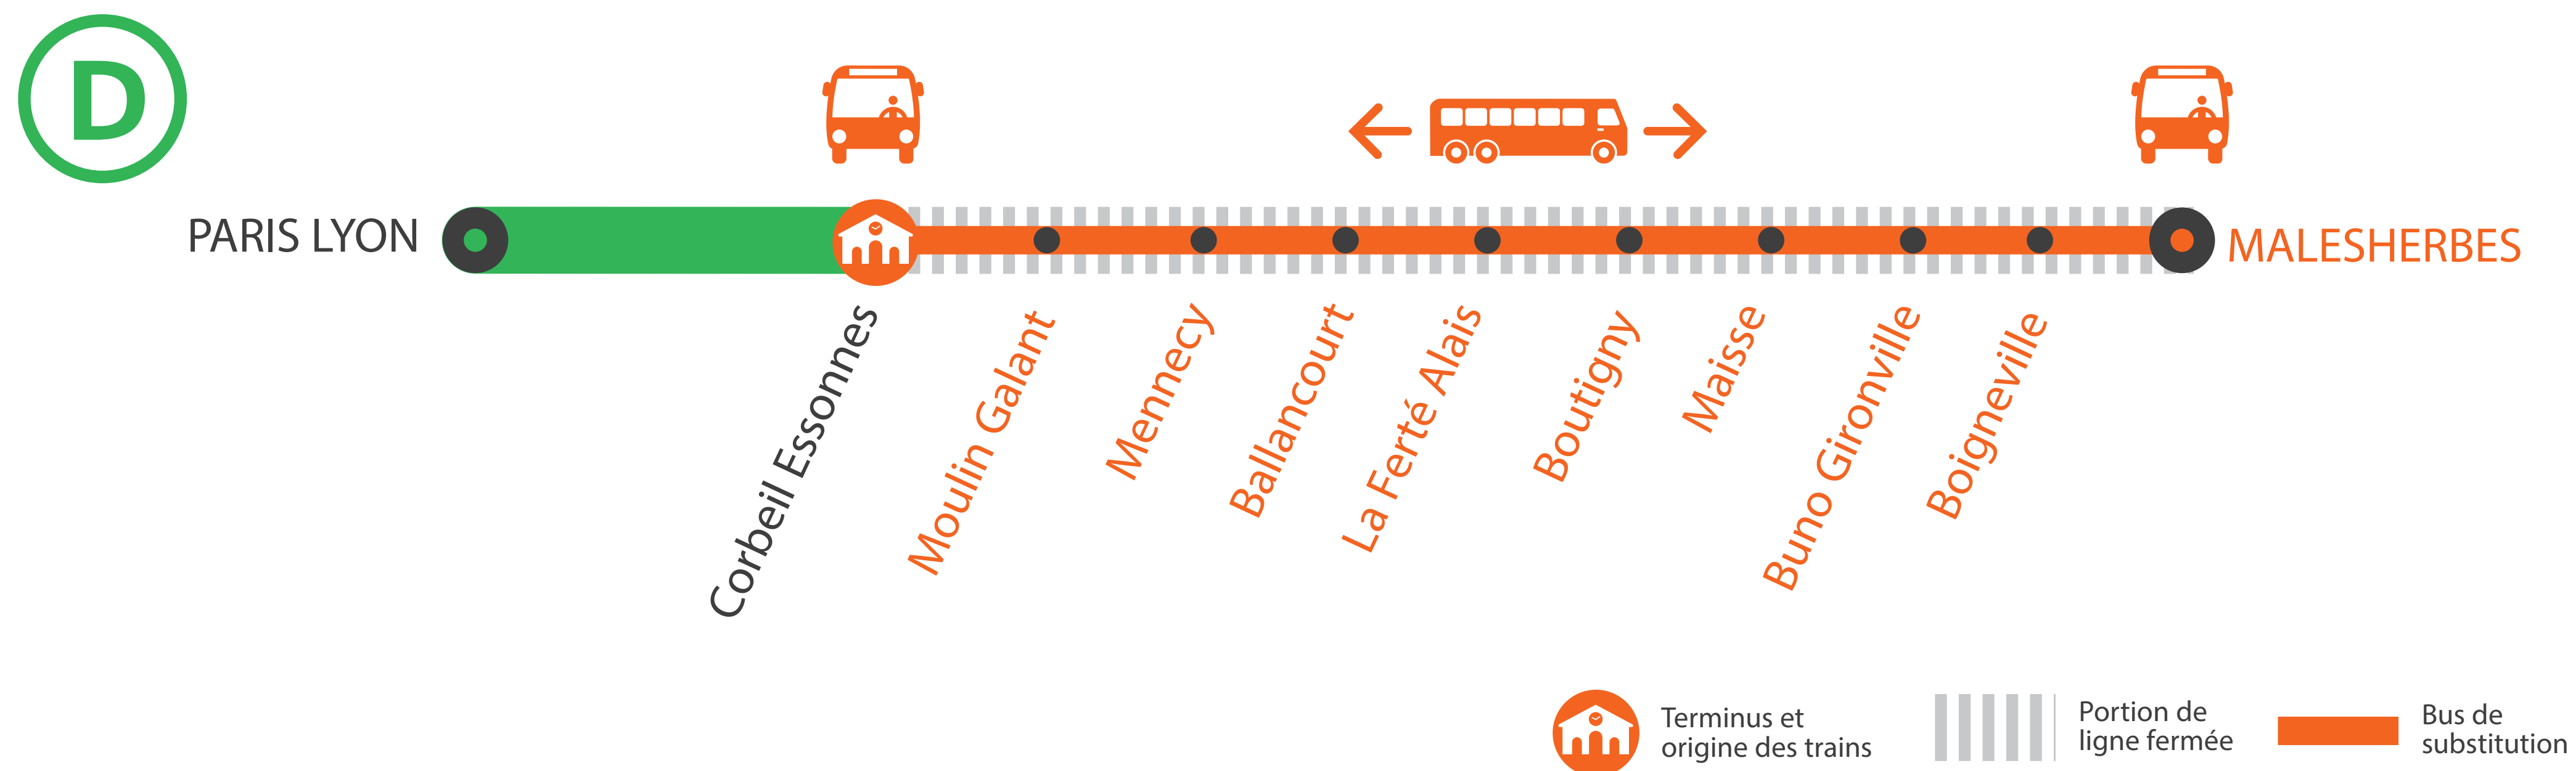 D
PARIS LYON
MALESHERBES
Corbeil Essonnes
Moulin Galant
Mennecy
Ballancourt
La Ferté Alais
Boutigny
Maisse
Buno Gironville
Boigneville
Terminus et
origine des trains
Portion de
ligne fermée
Bus de
substitution